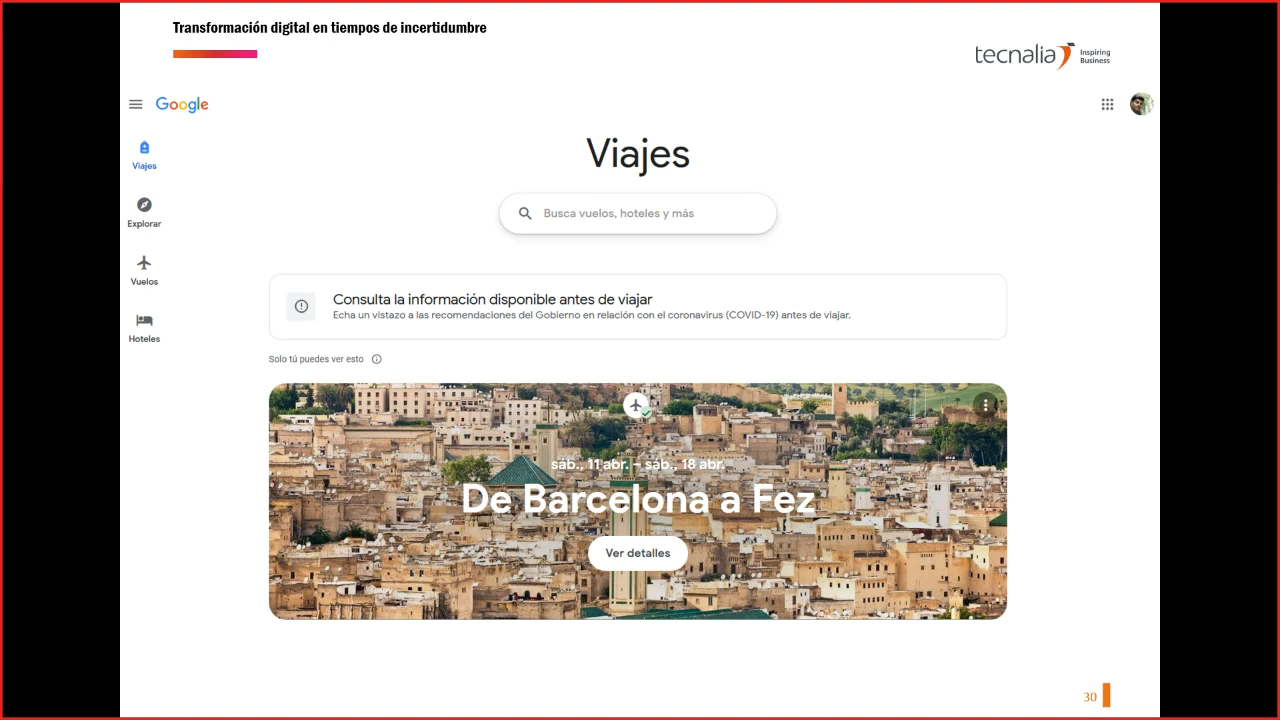 Transformación digital en tiempos de incertidumbre
tecnalia Inspiring
Business
Google
Viajes
Viajes
Busca vuelos, hoteles y más
Explorar
Vuelos
Hoteles
Consulta la información disponible antes de viajar
Echa un vistazo a las recomendaciones del Gobierno en relación con el coronavirus (COVID-19) antes de viajar.
Solo tú puedes ver esto
sáb., 11 abr. – sáb., 18 abr.
De Barcelona a Fez
Ver detalles
30